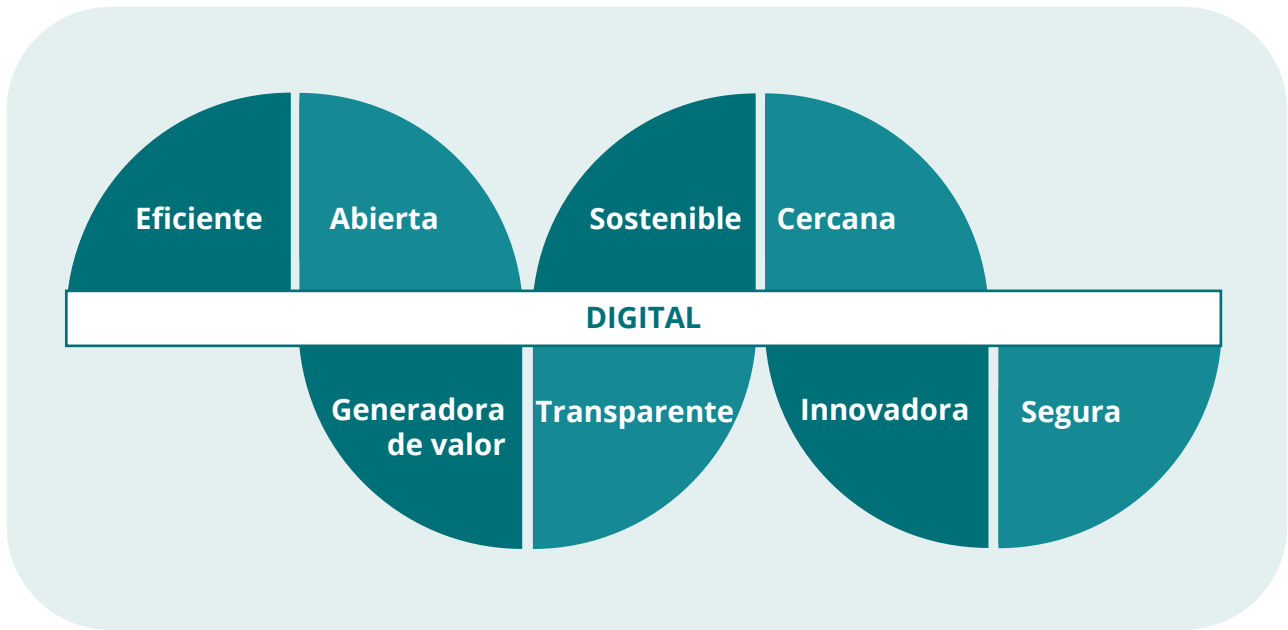 Eficiente
Abierta
Sostenible
Cercana
DIGITAL
Generadora
de valor
Transparente
Innovadora
Segura